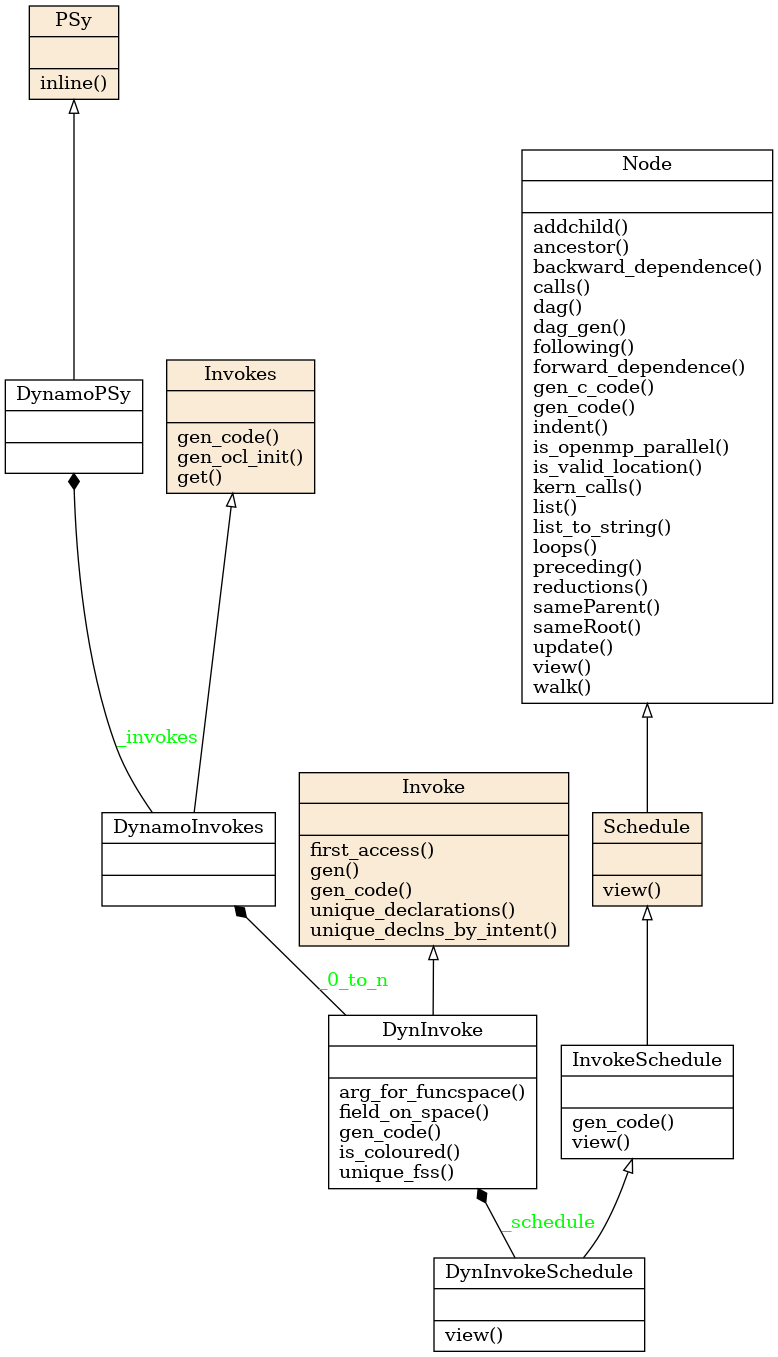 PSy
inline()
Node
addchild()
ancestor()
backward_dependence()
calls()
dag()
dag_gen()
following()
forward_dependence()
gen_c_code()
gen_code()
indent()
is_openmp_parallel()
is_valid_location()
kern_calls()
list()
list_to_string()
loops()
preceding()
reductions()
sameParent()
sameRoot()
update()
view()
walk()
Invokes
gen_code()
gen_ocl_init()
get()
DynamoPSy
_invokes
DynamoInvokes
Invoke
first_access()
gen()
gen_code()
unique_declarations()
unique_declns_by_intent()
Schedule
view()
_0_to_n
DynInvoke
arg_for_funcspace()
field_on_space()
gen_code()
is_coloured()
unique_fss()
InvokeSchedule
gen_code()
view()
_schedule
DynInvokeSchedule
view()